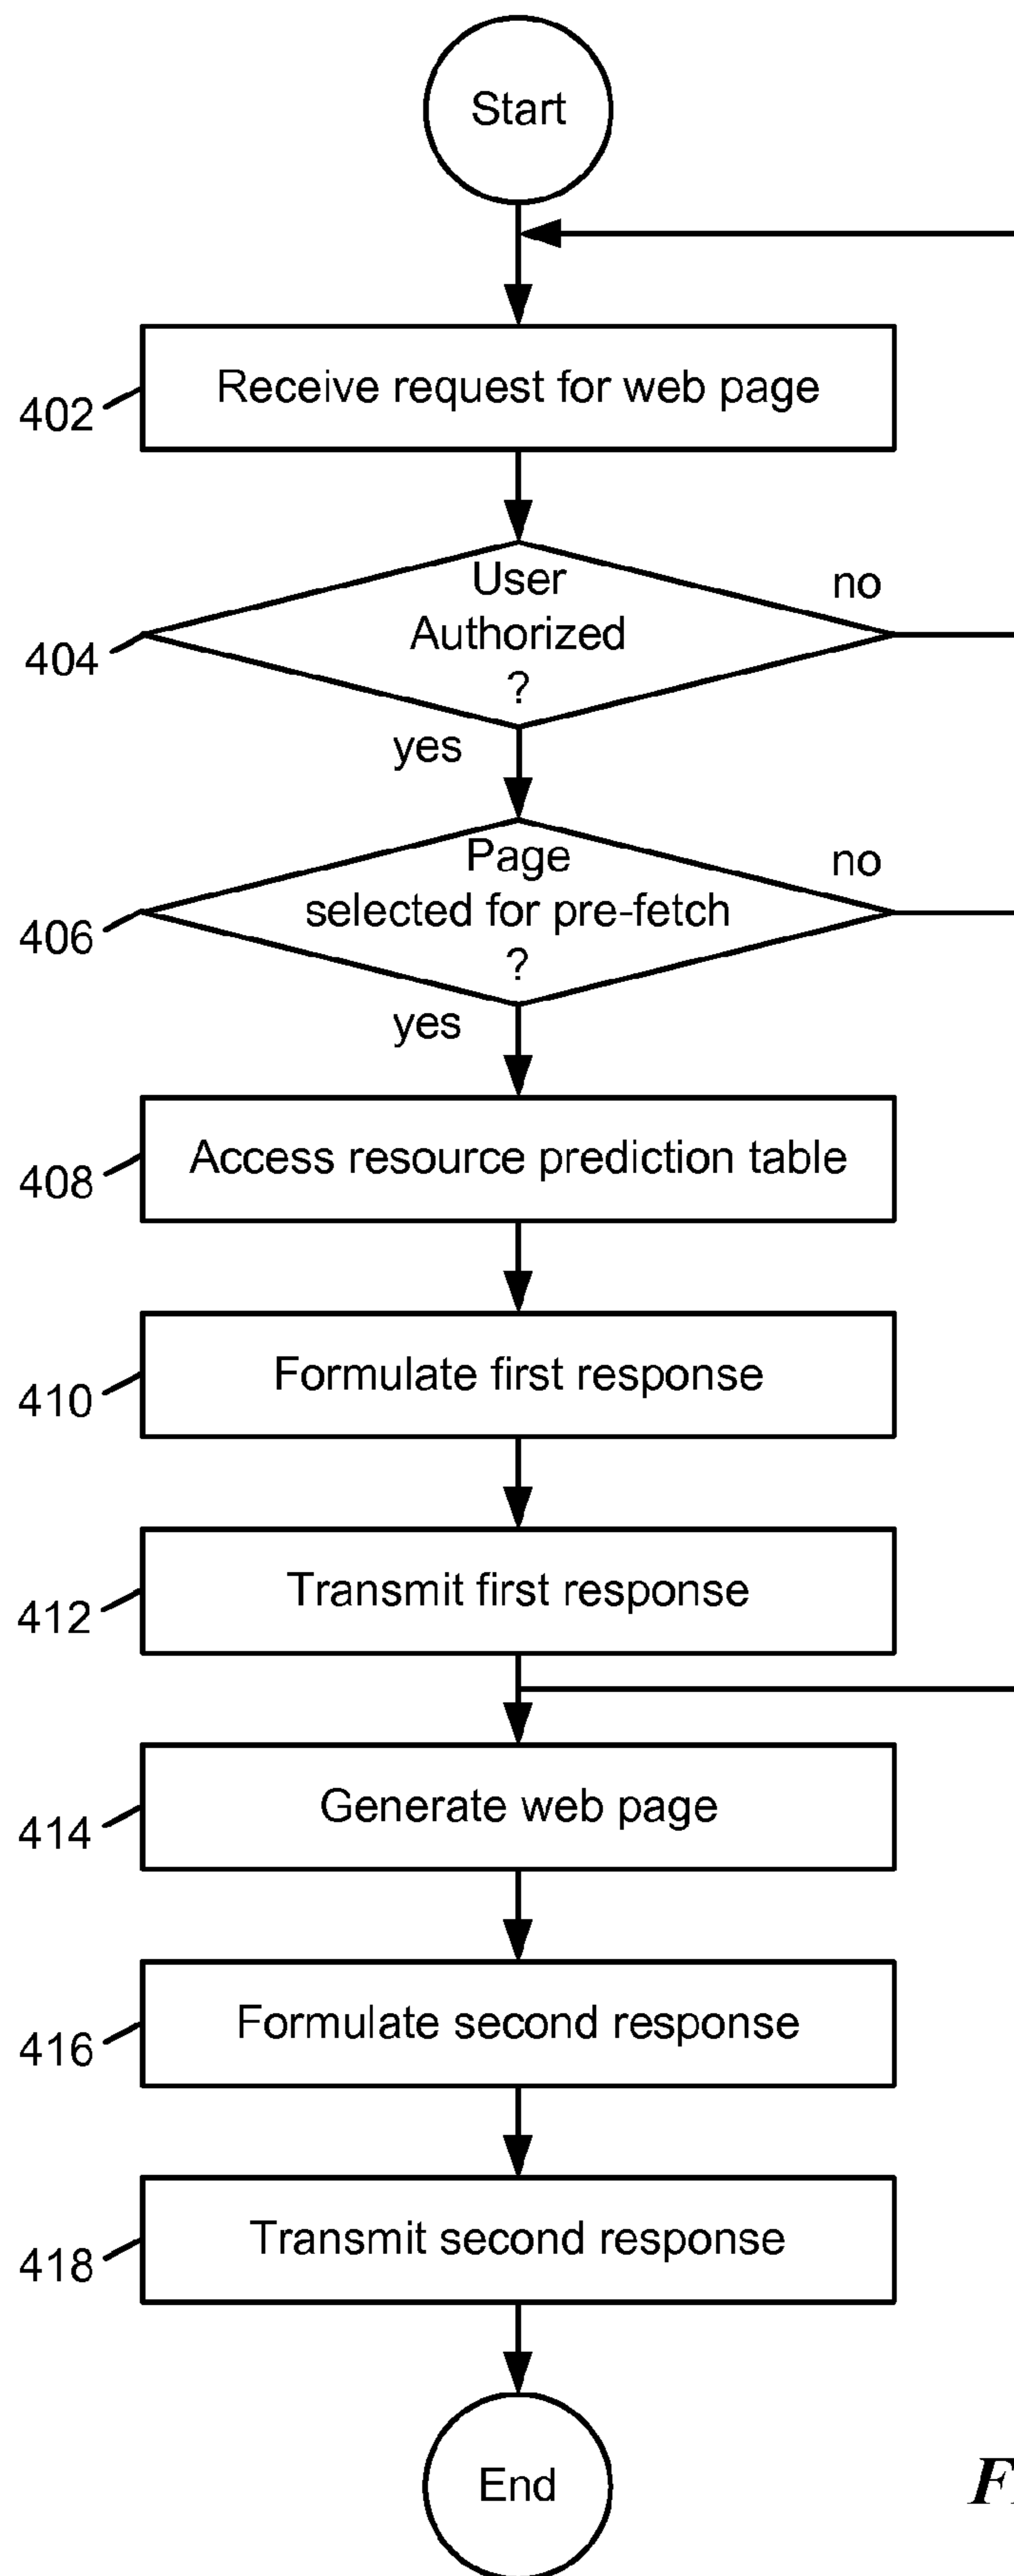 Start
Receive request for web page
402
User
Authorized
?
no
404
yes
Page
selected for pre-fetch
?
no
406
yes
Access resource prediction table
408
Formulate first response
410
Transmit first response
412
Generate web page
414
Formulate second response
416
Transmit second response
418
End